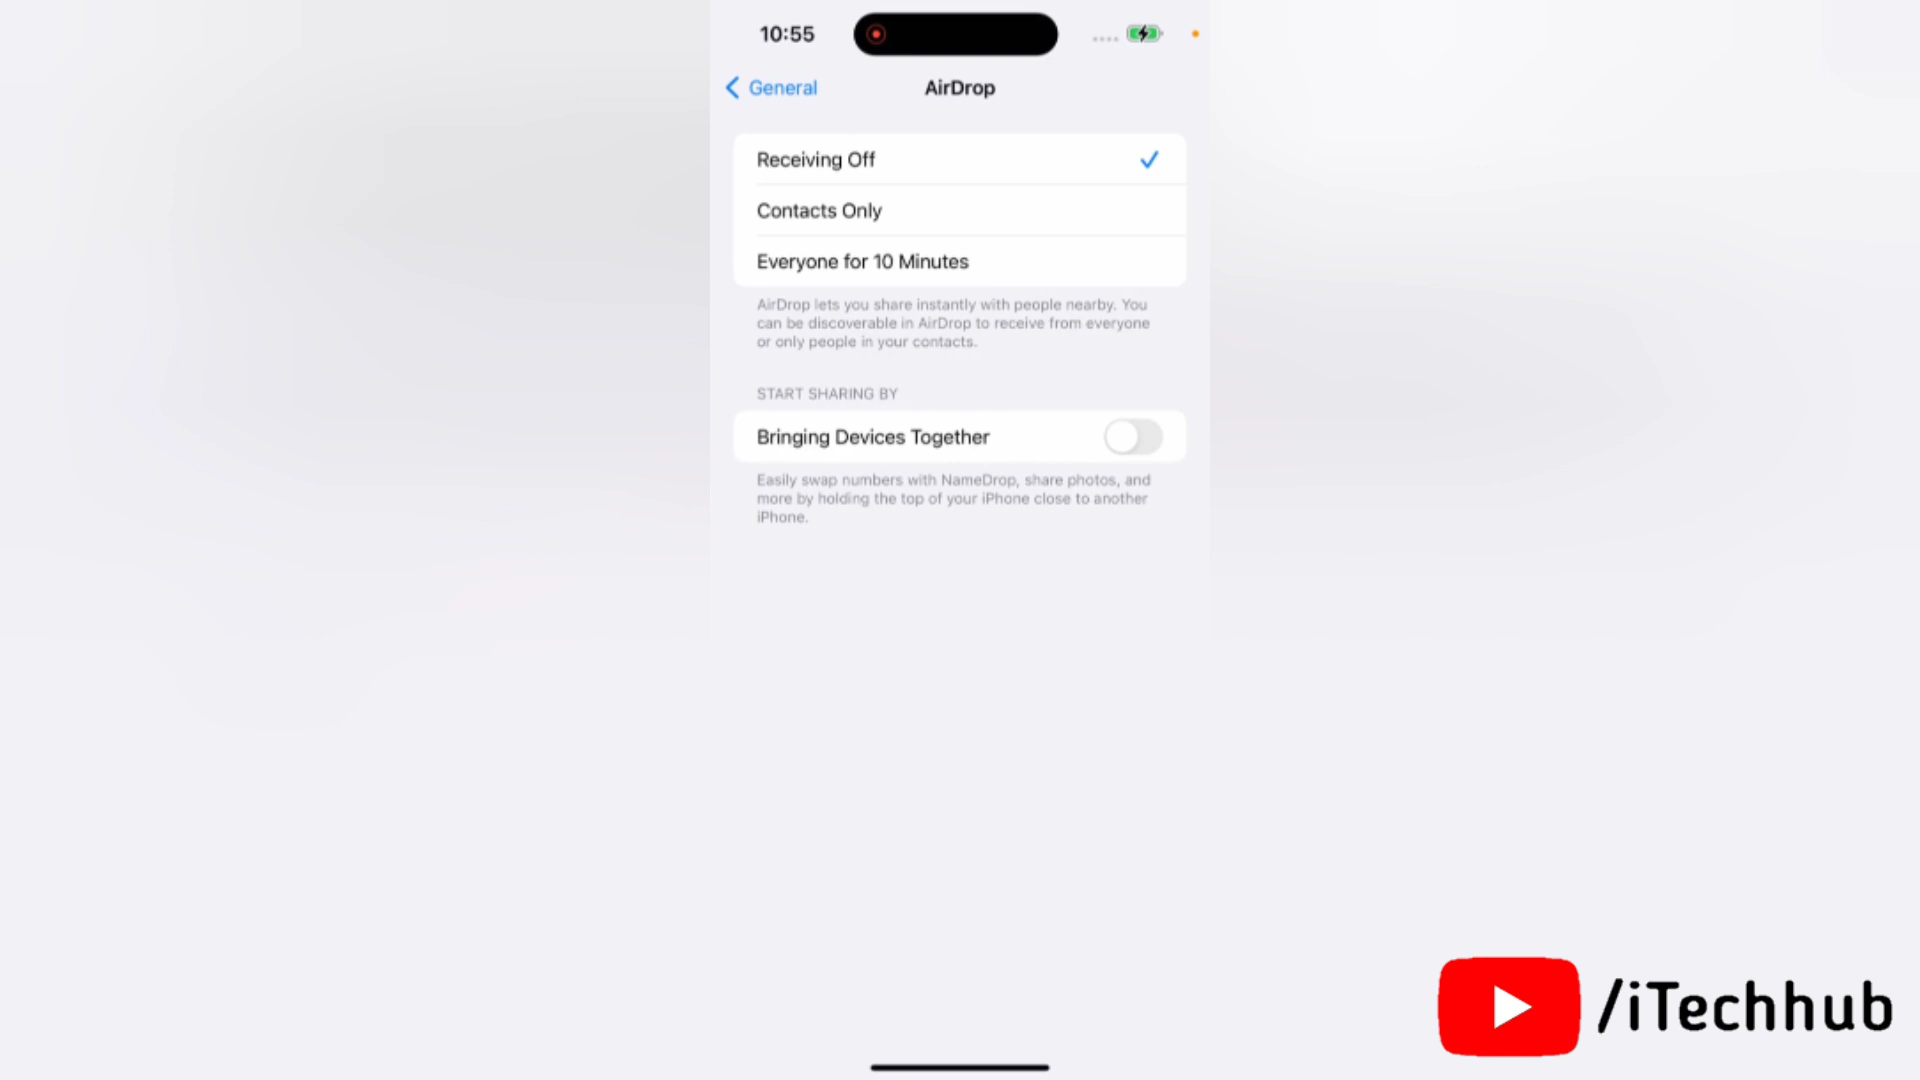 10:55
General
AirDrop
Receiving Off
Contacts Only
Everyone for 10 Minutes
AirDrop lets you share instantly with people nearby. You
can be discoverable in AirDrop to receive from everyone
or only people in your contacts.
START SHARING BY
Bringing Devices Together
Easily swap numbers with NameDrop, share photos, and
more by holding the top of your iPhone close to another
iPhone.
/iTechhub